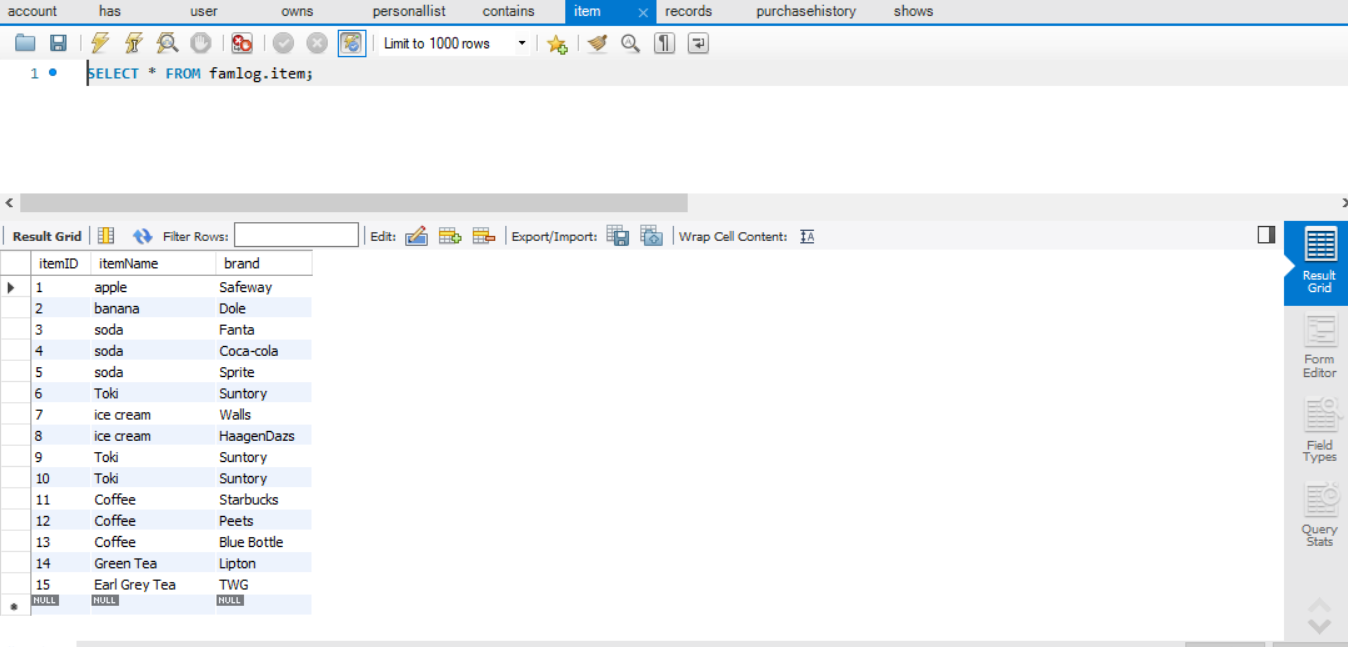 account has user owns personallist contains item records purchasehistory shows
Limit to 1000 rows
1 SELECT * FROM famlog.item;
Result Grid Filter Rows: Edit: Export/Import: Wrap Cell Content:
itemID itemName brand
1 apple Safeway
2 banana Dole
3 soda Fanta
4 soda Coca-cola
5 soda Sprite
6 Toki Suntory
7 ice cream Walls
8 ice cream HaagenDazs
9 Toki Suntory
10 Toki Suntory
11 Coffee Starbucks
12 Coffee Peets
13 Coffee Blue Bottle
14 Green Tea Lipton
15 Earl Grey Tea TWG
NULL NULL NULL
Result
Grid
Form
Editor
Field
Types
Query
Stats